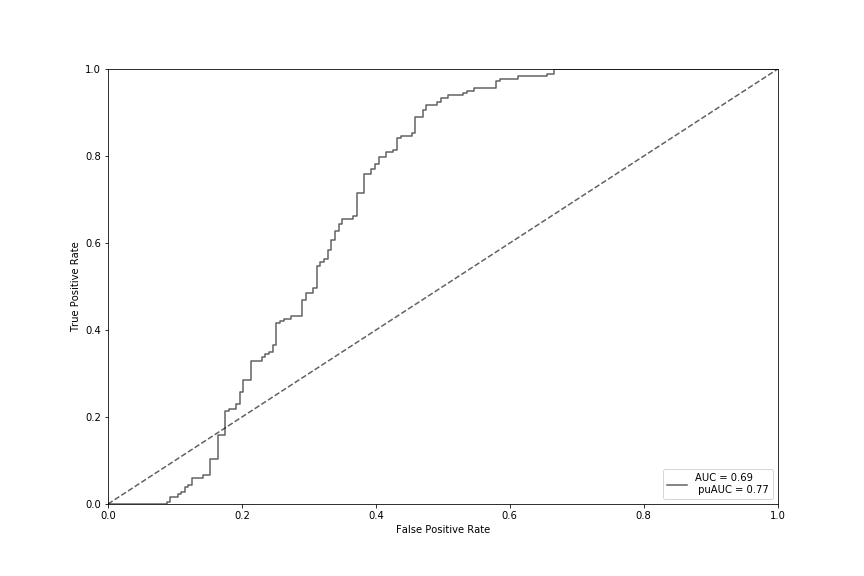 1.0
0.8
0.6
0.4
0.2
0.0
True Positive Rate
AUC = 0.69
puAUC = 0.77
0.0 0.2 0.4 0.6 0.8 1.0
False Positive Rate